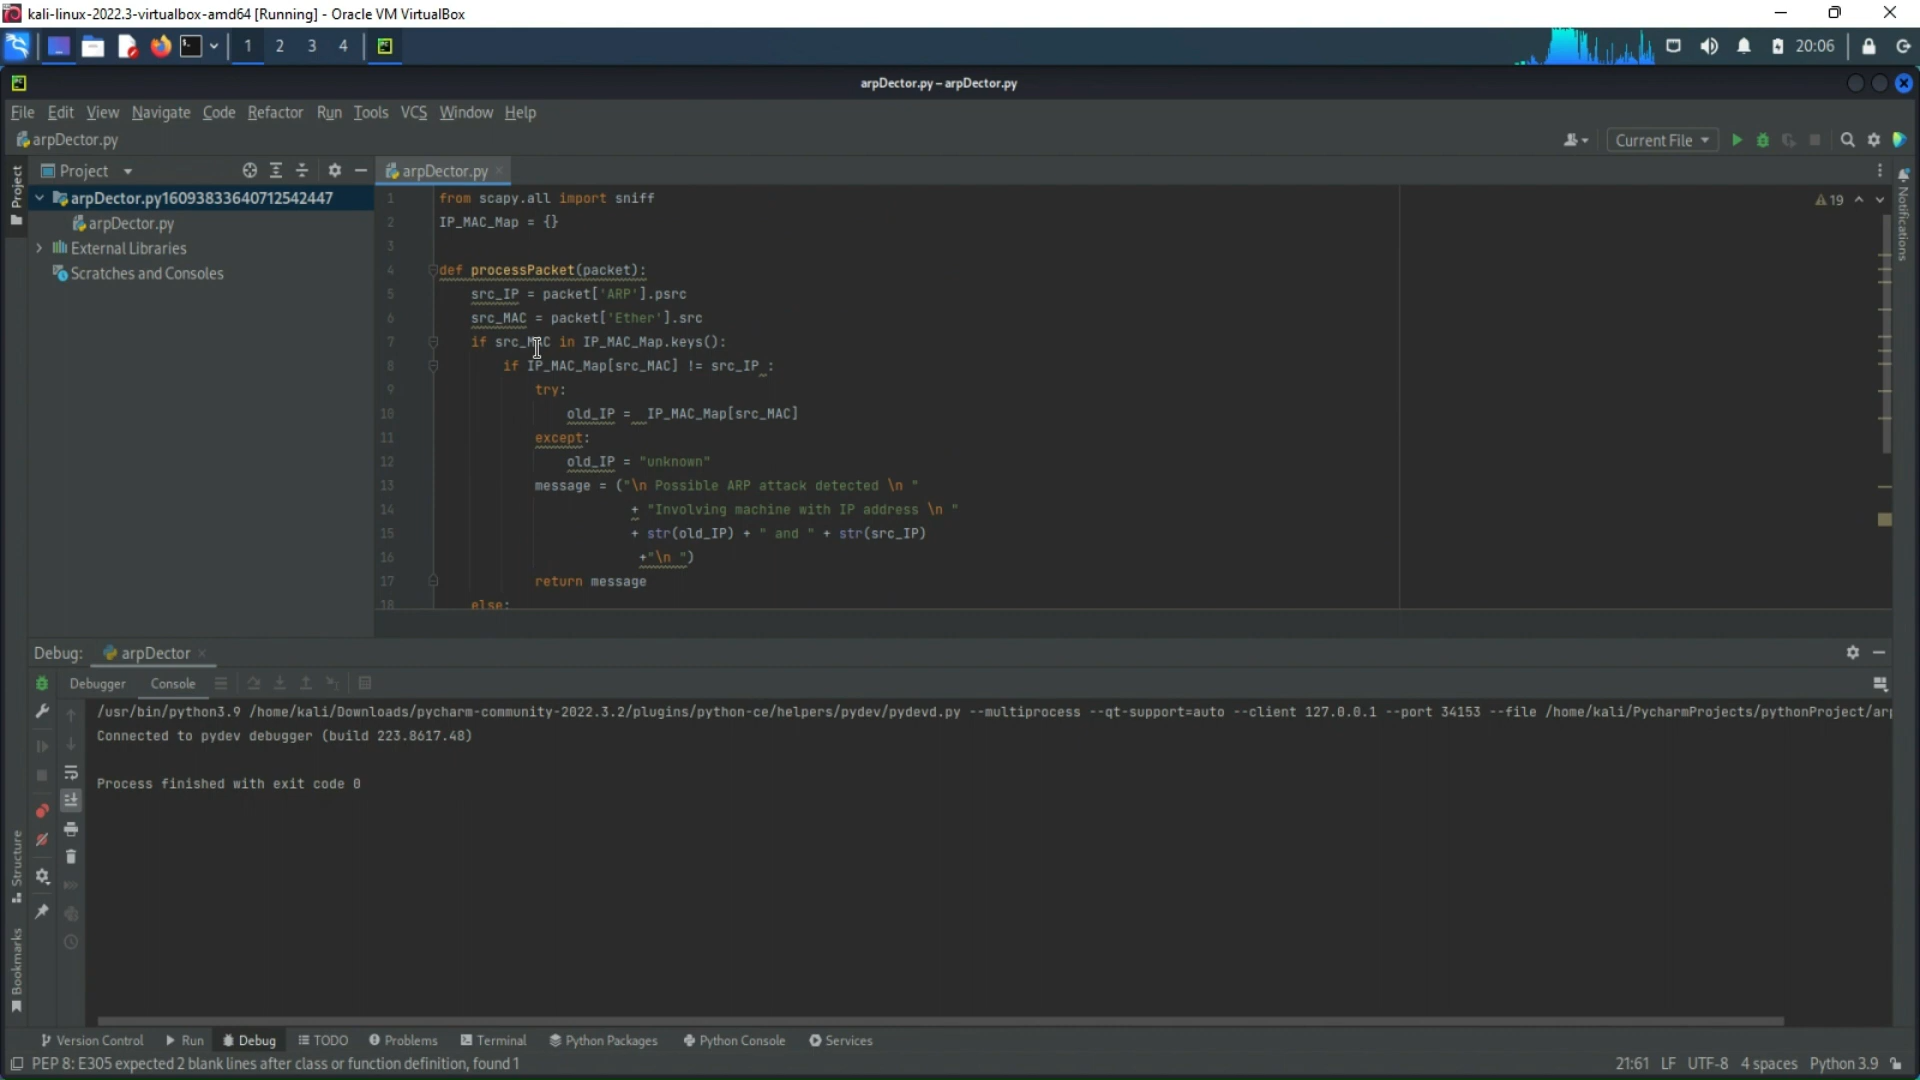 kali-linux-2022.3-virtualbox-amd64 [Running] - Oracle VM VirtualBox
1 2 3 4 20:06
arpDector.py – arpDector.py
File Edit View Navigate Code Refactor Run Tools VCS Window Help
arpDector.py Current File
Project arpDector.py
Project
Notifications
arpDector.py16093833640712542447
arpDector.py
External Libraries
Scratches and Consoles
19
1 from scapy.all import sniff
2 IP_MAC_Map = {}
3
4 def processPacket(packet):
5 src_IP = packet['ARP'].psrc
6 src_MAC = packet['Ether'].src
7 if src_MAC in IP_MAC_Map.keys():
8 if IP_MAC_Map[src_MAC] != src_IP :
9 try:
10 old_IP =  IP_MAC_Map[src_MAC]
11 except:
12 old_IP = "unknown"
13 message = ("\n Possible ARP attack detected \n "
14 + "Involving machine with IP address \n "
15 + str(old_IP) + " and " + str(src_IP)
16 +"\n ")
17 return message
18 else:
Debug: arpDector
Debugger Console
/usr/bin/python3.9 /home/kali/Downloads/pycharm-community-2022.3.2/plugins/python-ce/helpers/pydev/pydevd.py --multiprocess --qt-support=auto --client 127.0.0.1 --port 34153 --file /home/kali/PycharmProjects/pythonProject/arp
Connected to pydev debugger (build 223.8617.48)
Process finished with exit code 0
Structure
Bookmarks
Version Control Run Debug TODO Problems Terminal Python Packages Python Console Services
PEP 8: E305 expected 2 blank lines after class or function definition, found 1 21:61 LF UTF-8 4 spaces Python 3.9